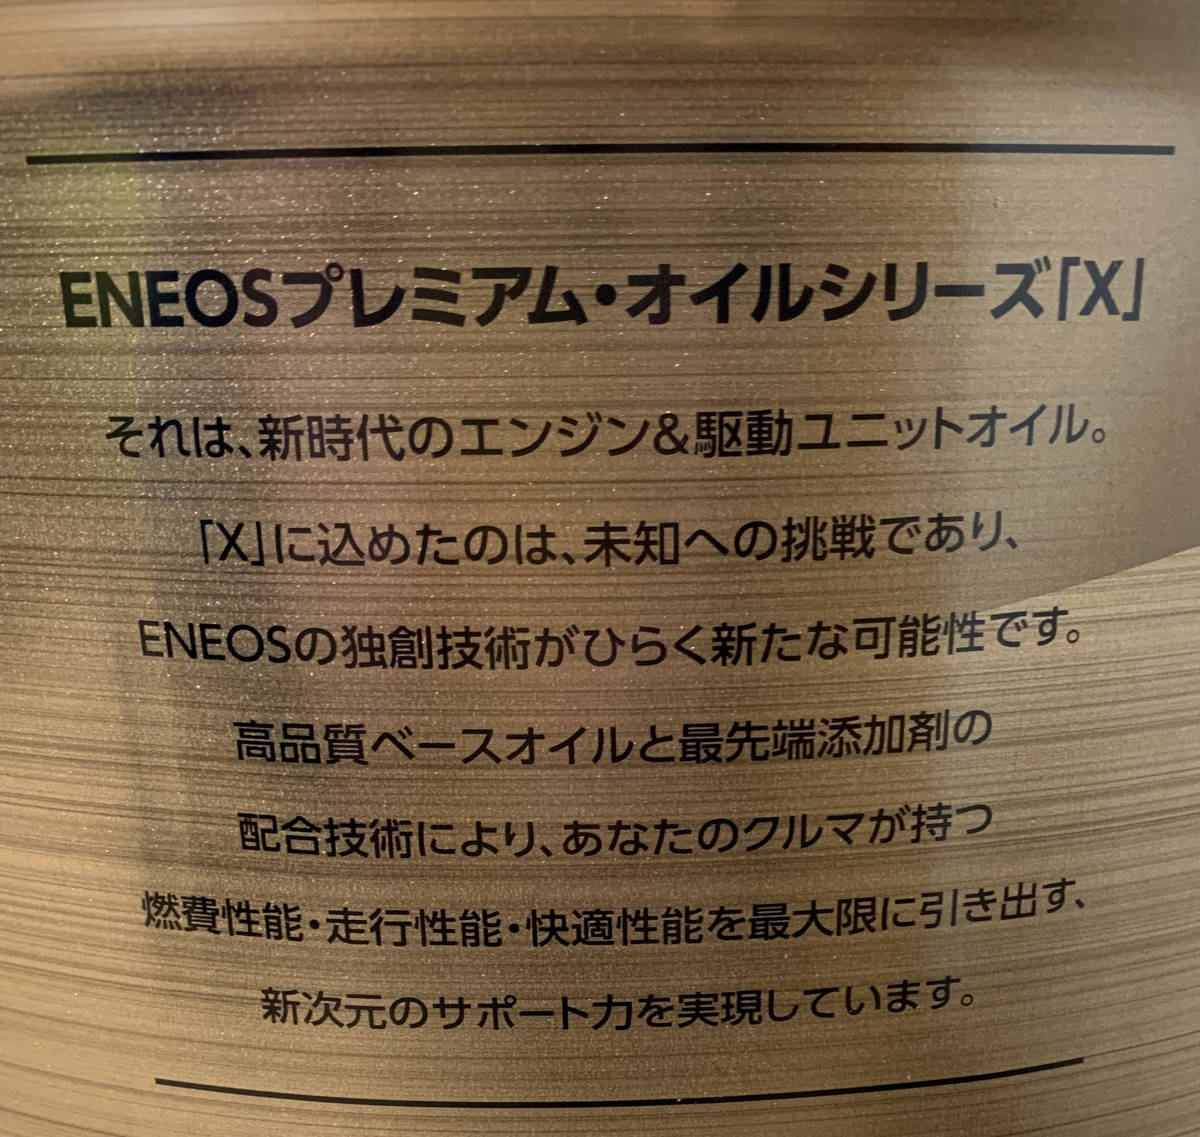 ENEOSプレミアム・オイルシリーズ「X」
それは、新時代のエンジン&駆動ユニットオイル。
「X」に込めたのは、未知への挑戦であり、
ENEOSの独創技術がひらく新たな可能性です。
高品質ベースオイルと最先端添加剤の
配合技術により、あなたのクルマが持つ
燃費性能・走行性能・快適性能を最大限に引き出す、
新次元のサポート力を実現しています。